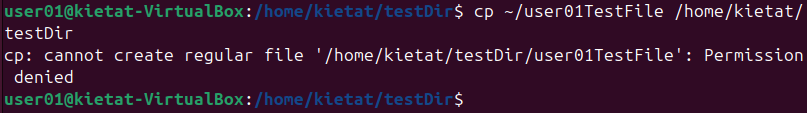 user01@kietat-VirtualBox:/home/kietat/testDir$ cp ~/user01TestFile /home/kietat/
testDir
cp: cannot create regular file '/home/kietat/testDir/user01TestFile': Permission
 denied
user01@kietat-VirtualBox:/home/kietat/testDir$